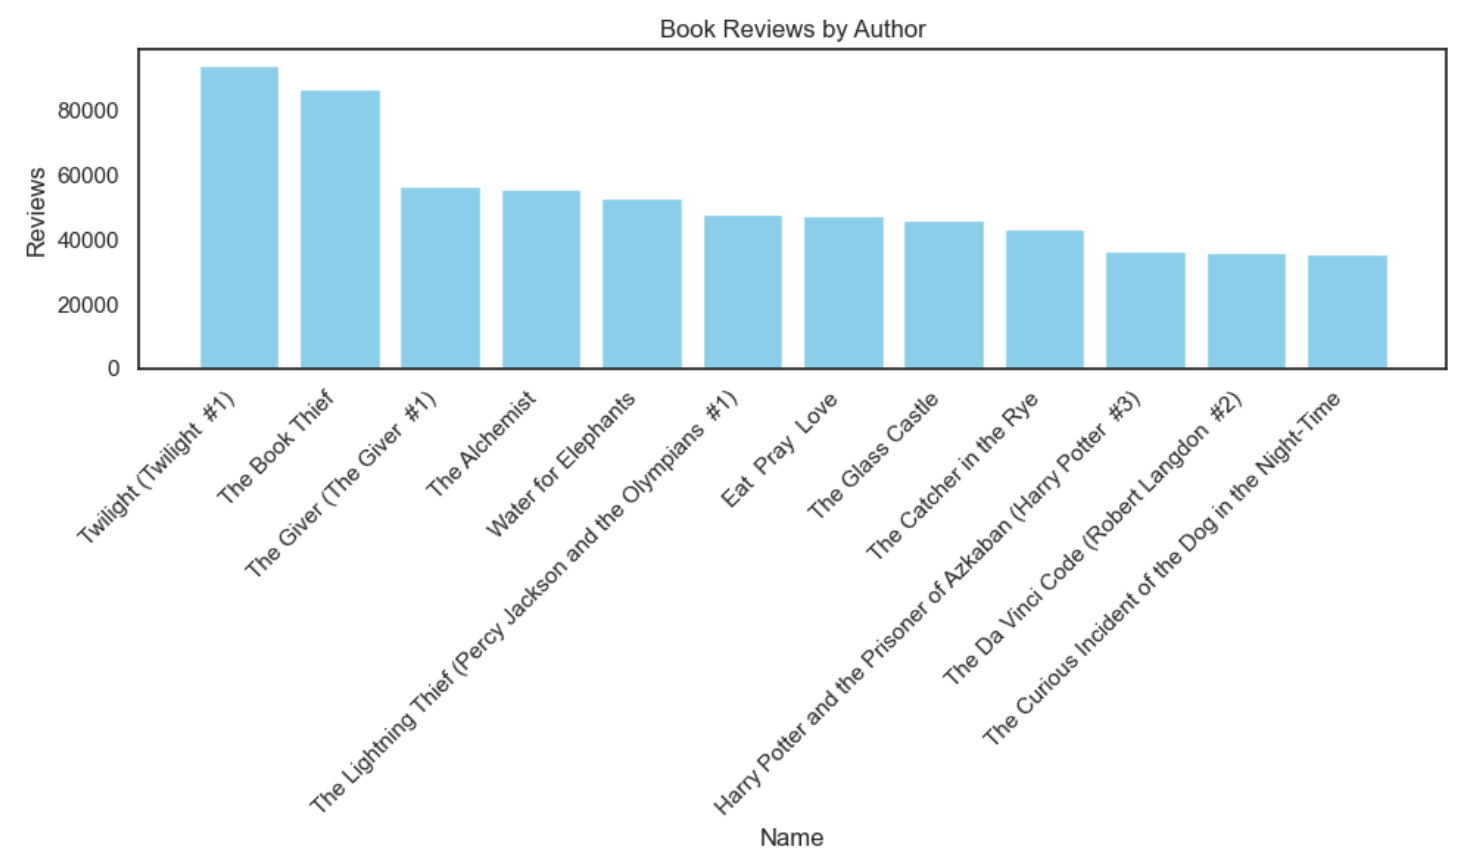 Book Reviews by Author
Reviews
80000
60000
40000
20000
0
Twilight (Twilight  #1)
The Book Thief
The Giver (The Giver  #1)
The Alchemist
Water for Elephants
The Lightning Thief (Percy Jackson and the Olympians  #1)
Eat  Pray  Love
The Glass Castle
The Catcher in the Rye
Harry Potter and the Prisoner of Azkaban (Harry Potter  #3)
The Da Vinci Code (Robert Langdon  #2)
The Curious Incident of the Dog in the Night-Time
Name